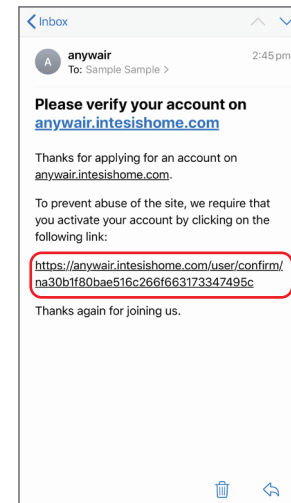 Inbox
A
anywair
2:45 pm
To: Sample Sample >
Please verify your account on
anywair.intesishome.com
Thanks for applying for an account on
anywair.intesishome.com.
To prevent abuse of the site, we require that
you activate your account by clicking on the
following link:
https://anywair.intesishome.com/user/confirm/
na30b1f80bae516c266f663173347495c
Thanks again for joining us.